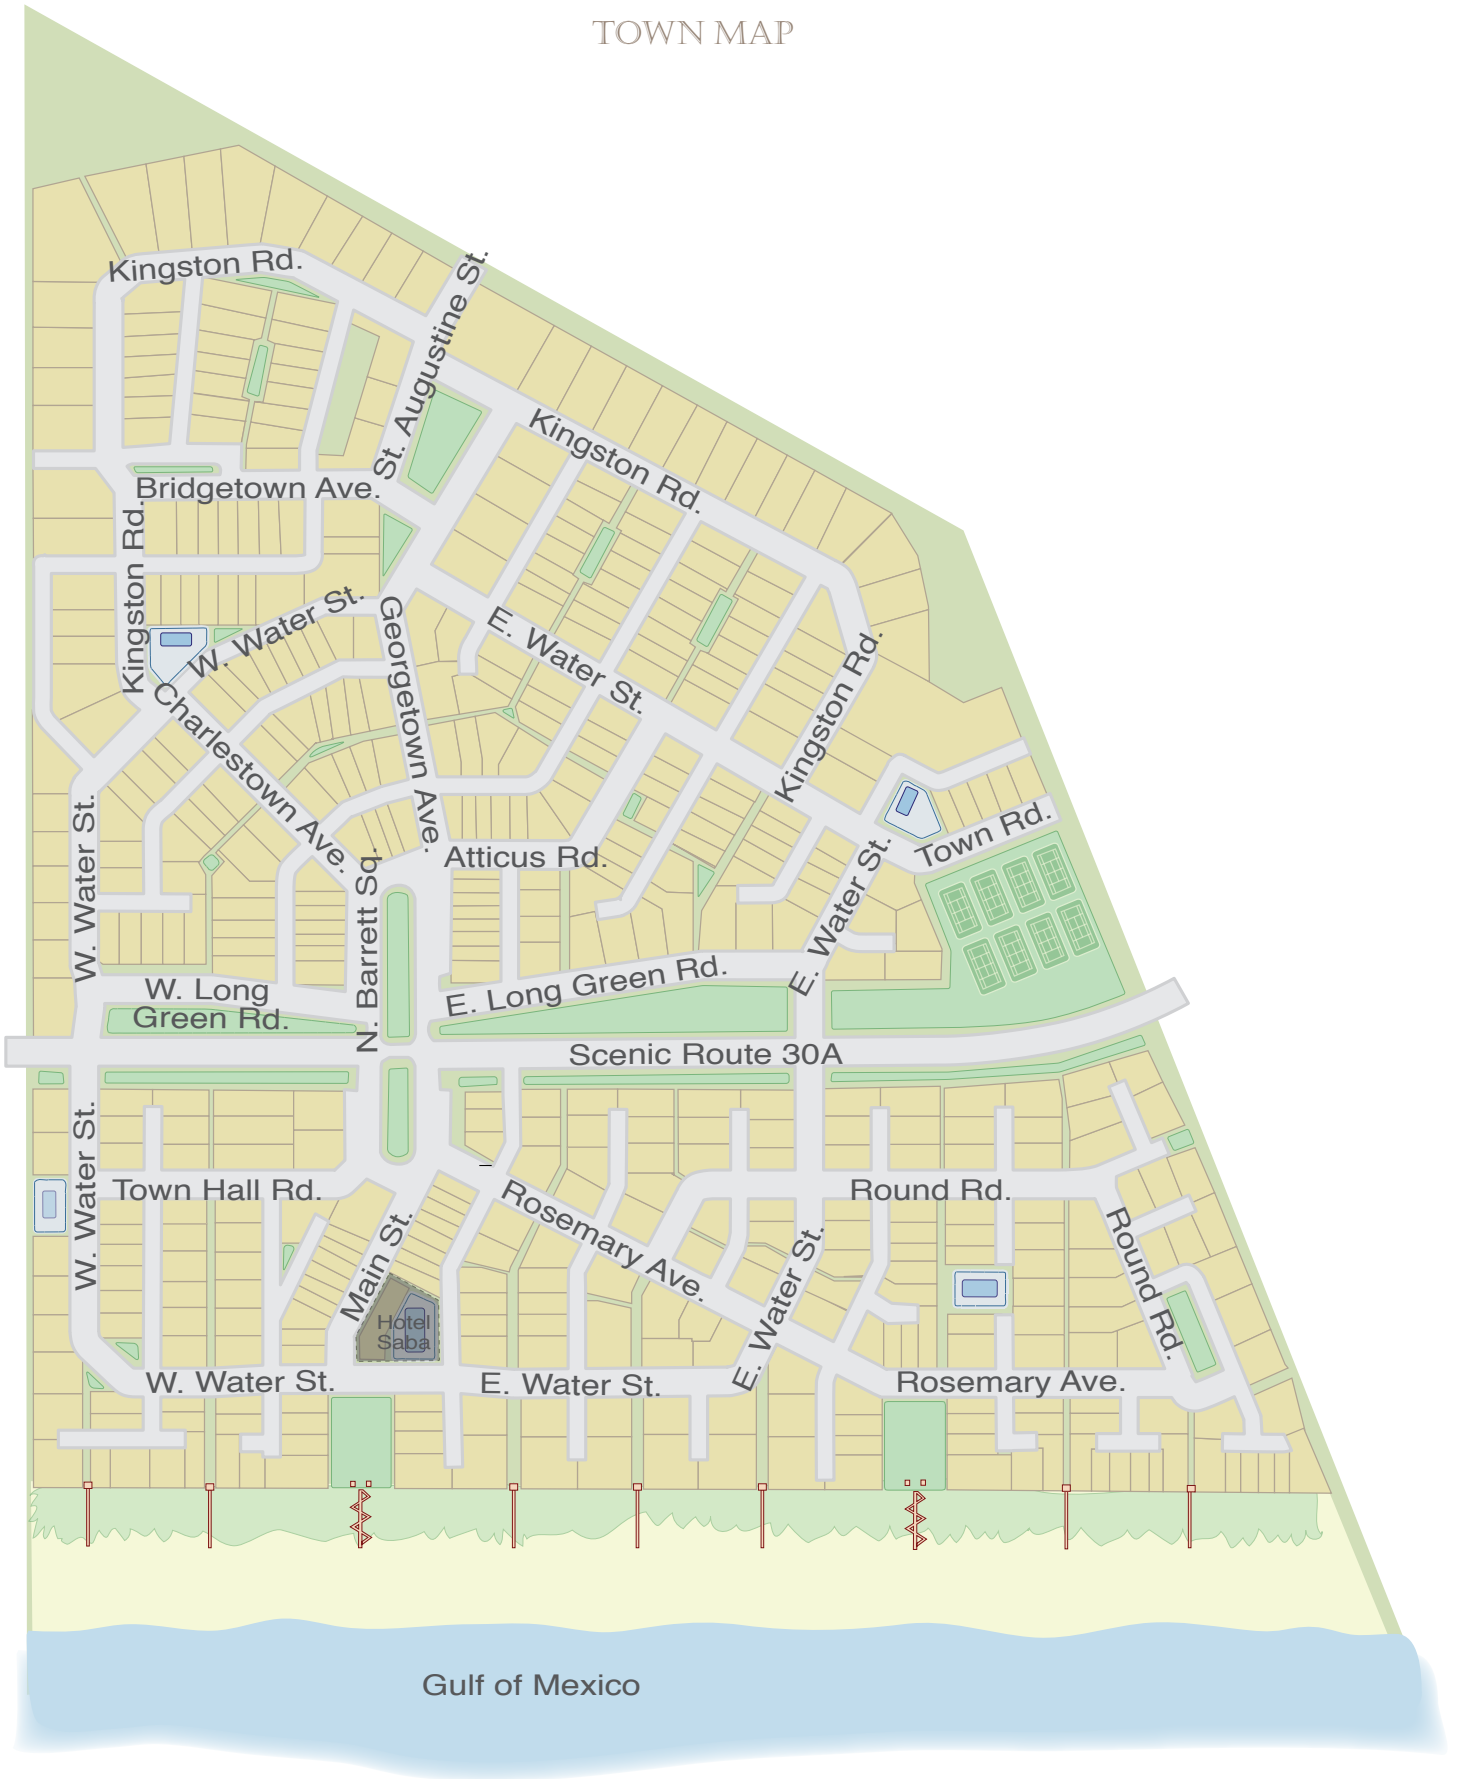 TOWN MAP
Kingston Rd.
St. Augustine St.
Kingston Rd.
Bridgetown Ave.
Kingston Rd.
W. Water St.
Georgetown Ave.
E. Water St.
Kingston Rd.
Charlestown Ave.
W. Water St.
Atticus Rd.
Town Rd.
N. Barrett Sq.
E. Water St.
W. Long
Green Rd.
E. Long Green Rd.
Scenic Route 30A
W. Water St.
Town Hall Rd.
Rosemary Ave.
Round Rd.
Main St.
E. Water St.
Round Rd.
Hotel
Saba
W. Water St.
E. Water St.
Rosemary Ave.
Gulf of Mexico